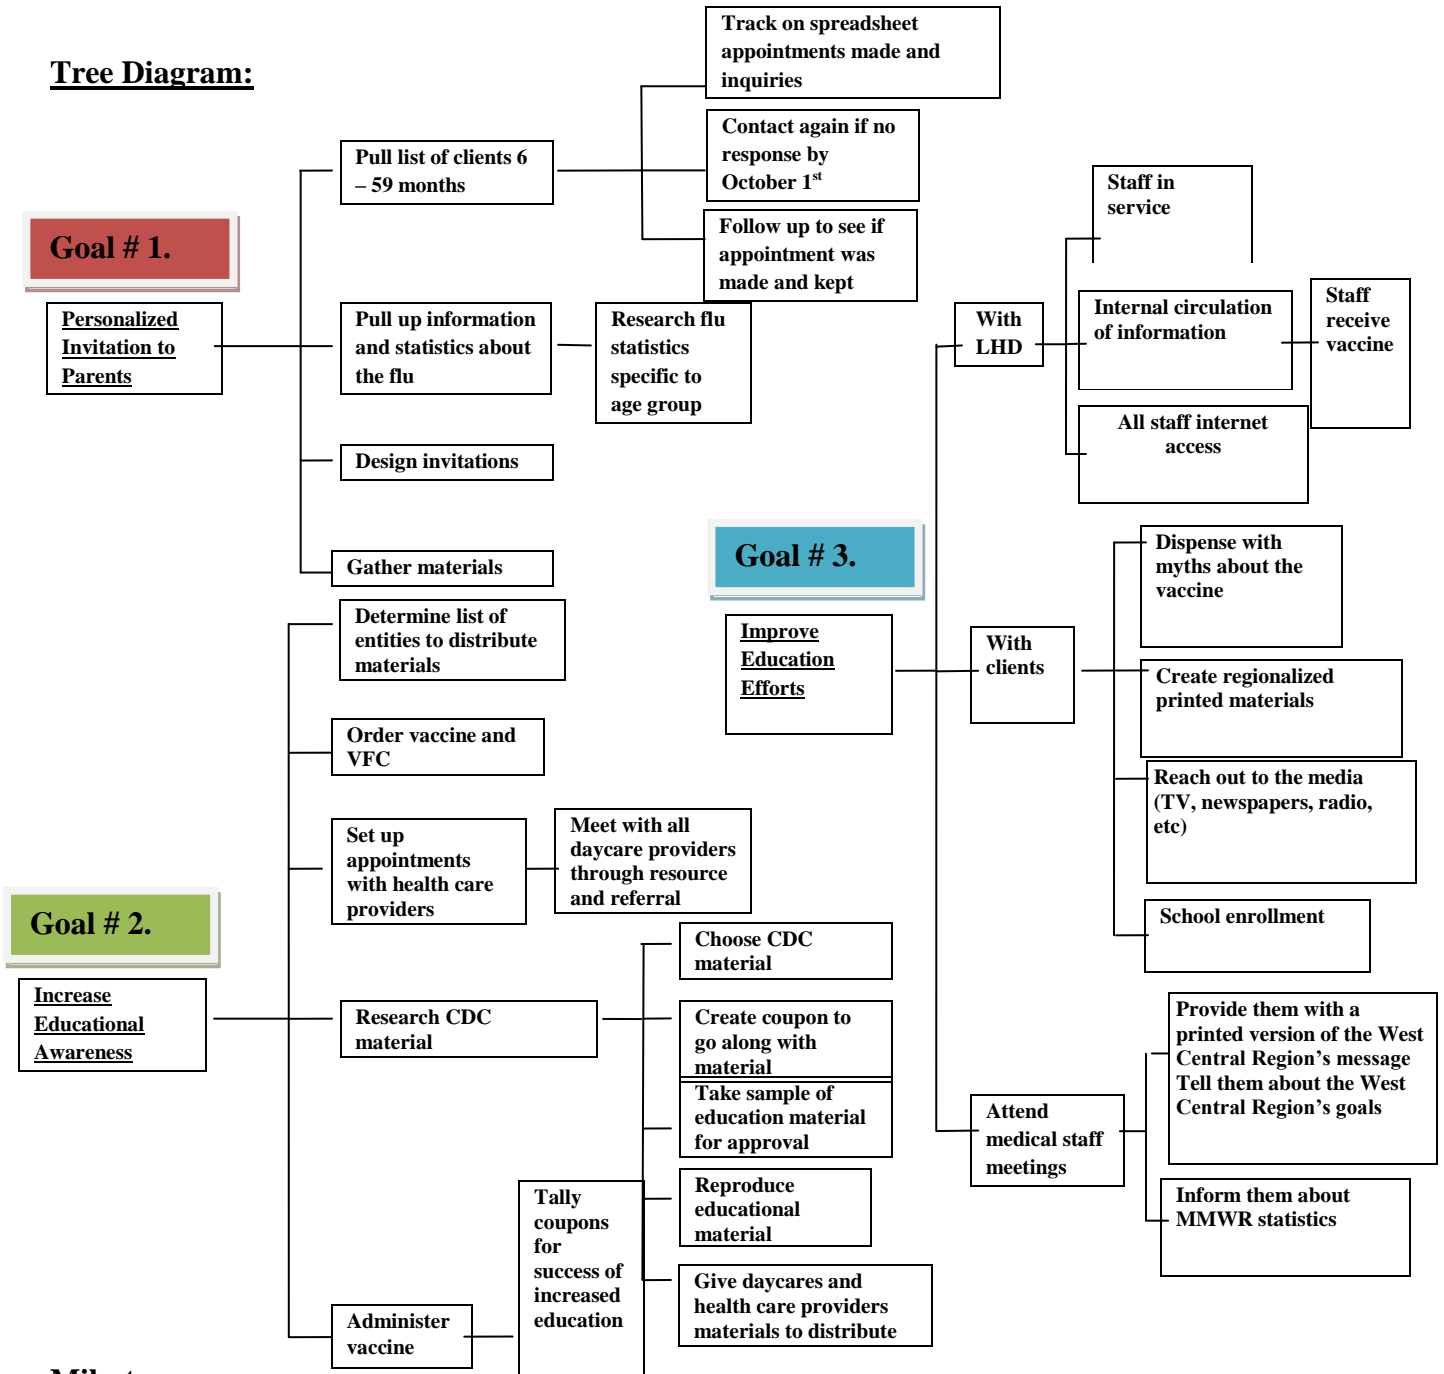 Tree Diagram:
Goal # 1.
Personalized
Invitation to
Parents
Pull list of clients 6
– 59 months
Track on spreadsheet
appointments made and
inquiries
Contact again if no
response by
October 1st
Follow up to see if
appointment was
made and kept
Pull up information
and statistics about
the flu
Research flu
statistics
specific to
age group
Design invitations
Gather materials
Goal # 2.
Increase
Educational
Awareness
Determine list of
entities to distribute
materials
Order vaccine and
VFC
Set up
appointments
with health care
providers
Meet with all
daycare providers
through resource
and referral
Research CDC
material
Choose CDC
material
Create coupon to
go along with
material
Take sample of
education material
for approval
Reproduce
educational
material
Give daycares and
health care providers
materials to distribute
Administer
vaccine
Tally
coupons
for
success of
increased
education
Goal # 3.
Improve
Education
Efforts
With
LHD
Staff in
service
Internal circulation
of information
All staff internet
access
Staff
receive
vaccine
With
clients
Dispense with
myths about the
vaccine
Create regionalized
printed materials
Reach out to the media
(TV, newspapers, radio,
etc)
School enrollment
Attend
medical staff
meetings
Provide them with a
printed version of the West
Central Region’s message
Tell them about the West
Central Region’s goals
Inform them about
MMWR statistics